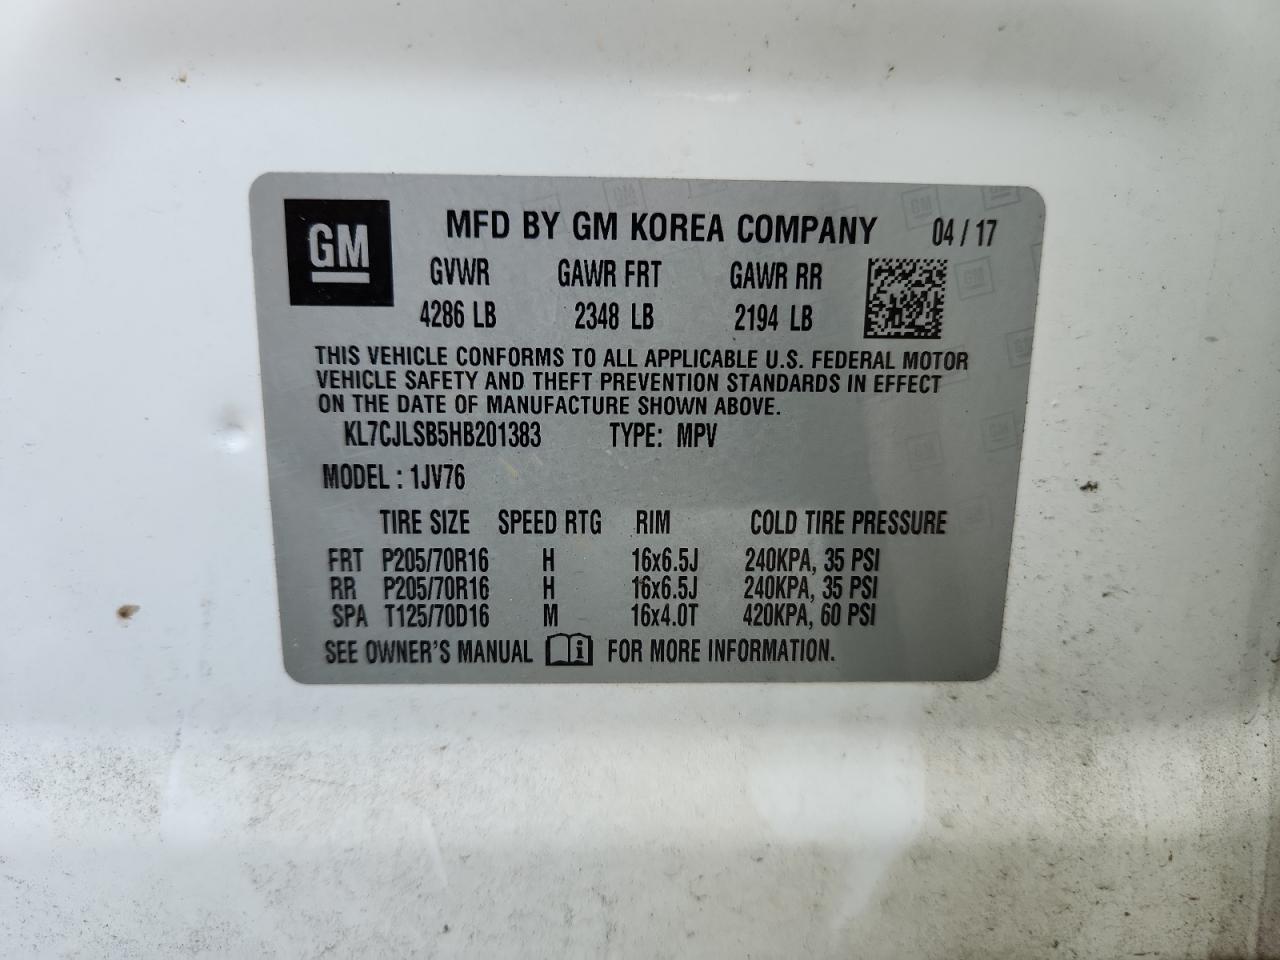 GM MFD BY GM KOREA COMPANY 04 / 17
GVWR GAWR FRT GAWR RR
4286 LB 2348 LB 2194 LB
THIS VEHICLE CONFORMS TO ALL APPLICABLE U.S. FEDERAL MOTOR
VEHICLE SAFETY AND THEFT PREVENTION STANDARDS IN EFFECT
ON THE DATE OF MANUFACTURE SHOWN ABOVE.
KL7CJLSB5HB201383 TYPE: MPV
MODEL : 1JV76
TIRE SIZE SPEED RTG RIM COLD TIRE PRESSURE
FRT P205/70R16 H 16x6.5J 240KPA, 35 PSI
RR P205/70R16 H 16x6.5J 240KPA, 35 PSI
SPA T125/70D16 M 16x4.0T 420KPA, 60 PSI
SEE OWNER'S MANUAL i FOR MORE INFORMATION.